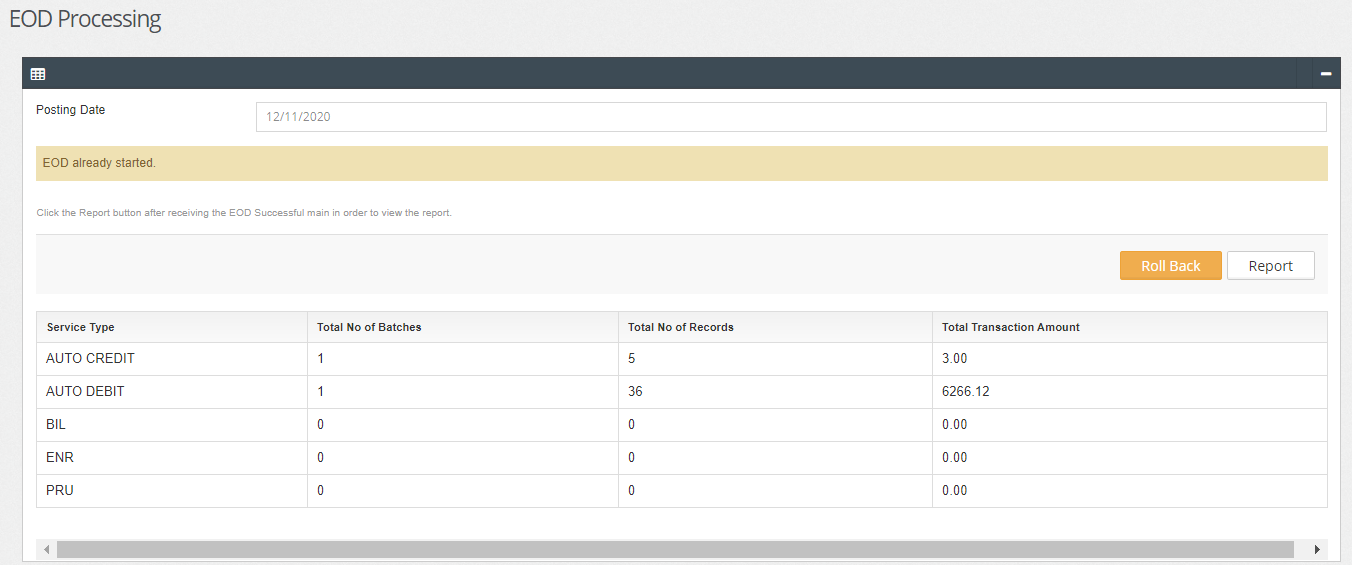 EOD Processing
Posting Date
12/11/2020
EOD already started.
Click the Report button after receiving the EOD Successful main in order to view the report.
Roll Back Report
Service Type Total No of Batches Total No of Records Total Transaction Amount
AUTO CREDIT 1 5 3.00
AUTO DEBIT 1 36 6266.12
BIL 0 0 0.00
ENR 0 0 0.00
PRU 0 0 0.00